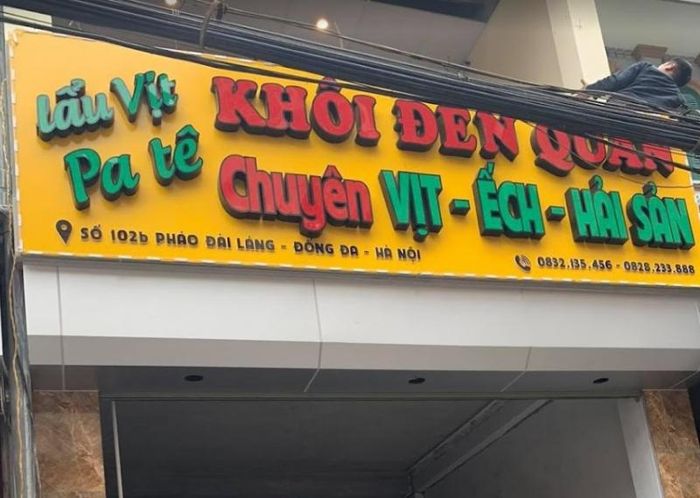 Lẩu Vịt
Pa tê
KHÔI ĐEN QUÁN
Chuyên VỊT - ẾCH - HẢI SẢN
SỐ 102b PHÁO ĐÀI LÁNG - ĐỐNG ĐA - HÀ NỘI
0832.135.456 - 0828.233.888